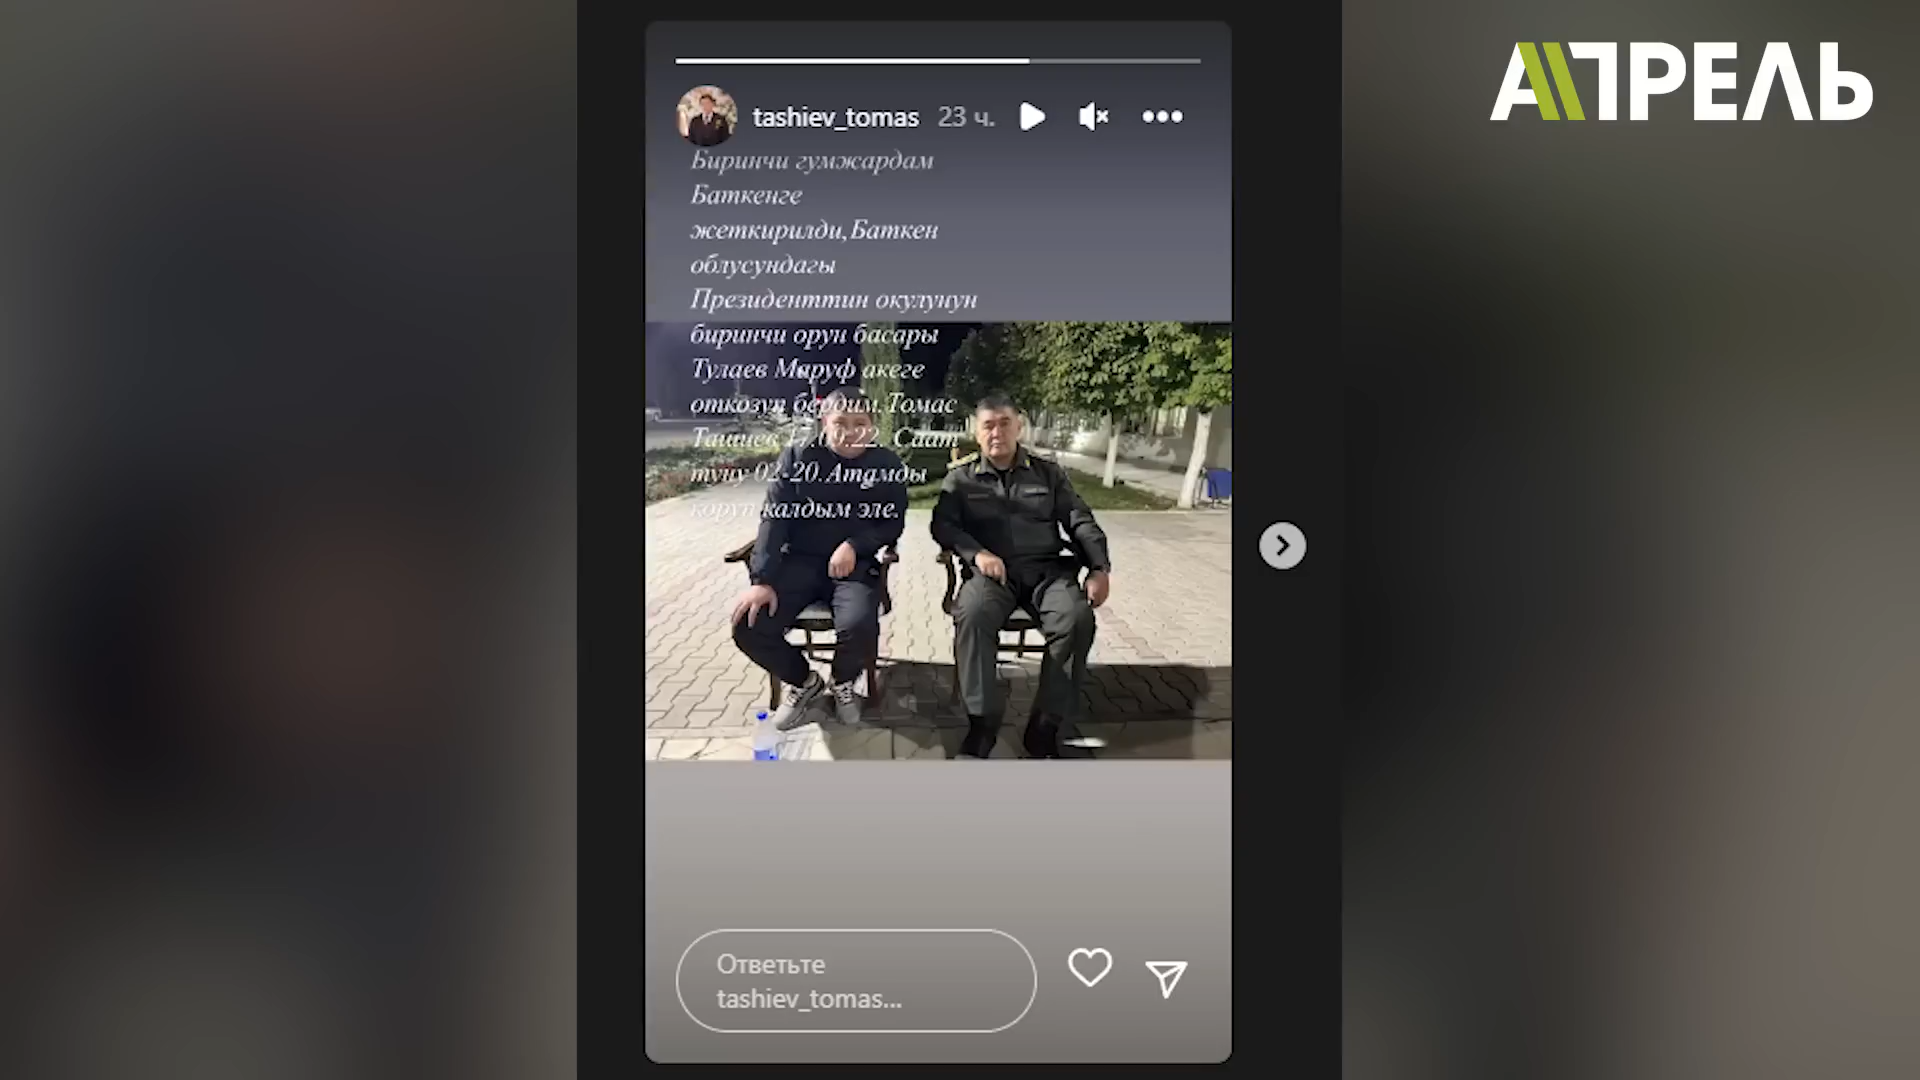 АПРЕЛЬ
tashiev_tomas 23 ч.
Биринчи гумжардам
Баткенге
жеткирилди,Баткен
облусундагы
Президенттин окулунун
биринчи орун басары
Тулаев Маруф акеге
откозуп бердим.Томас
Ташиев 17.09.22. Саат
туну 02-20.Атамды
коруп калдым эле.
Ответьте
tashiev_tomas...